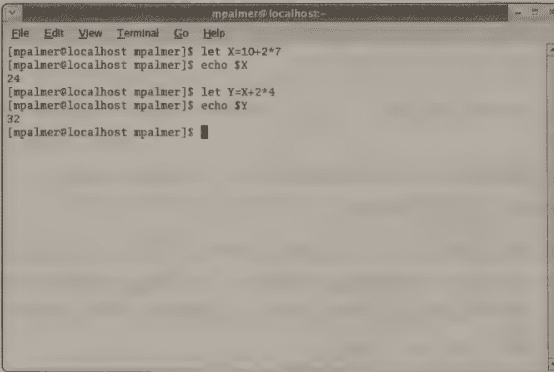 mpalmer@localhost:~
File Edit View Terminal Go Help
[mpalmer@localhost mpalmer]$ let X=10+2*7
[mpalmer@localhost mpalmer]$ echo $X
24
[mpalmer@localhost mpalmer]$ let Y=X+2*4
[mpalmer@localhost mpalmer]$ echo $Y
32
[mpalmer@localhost mpalmer]$